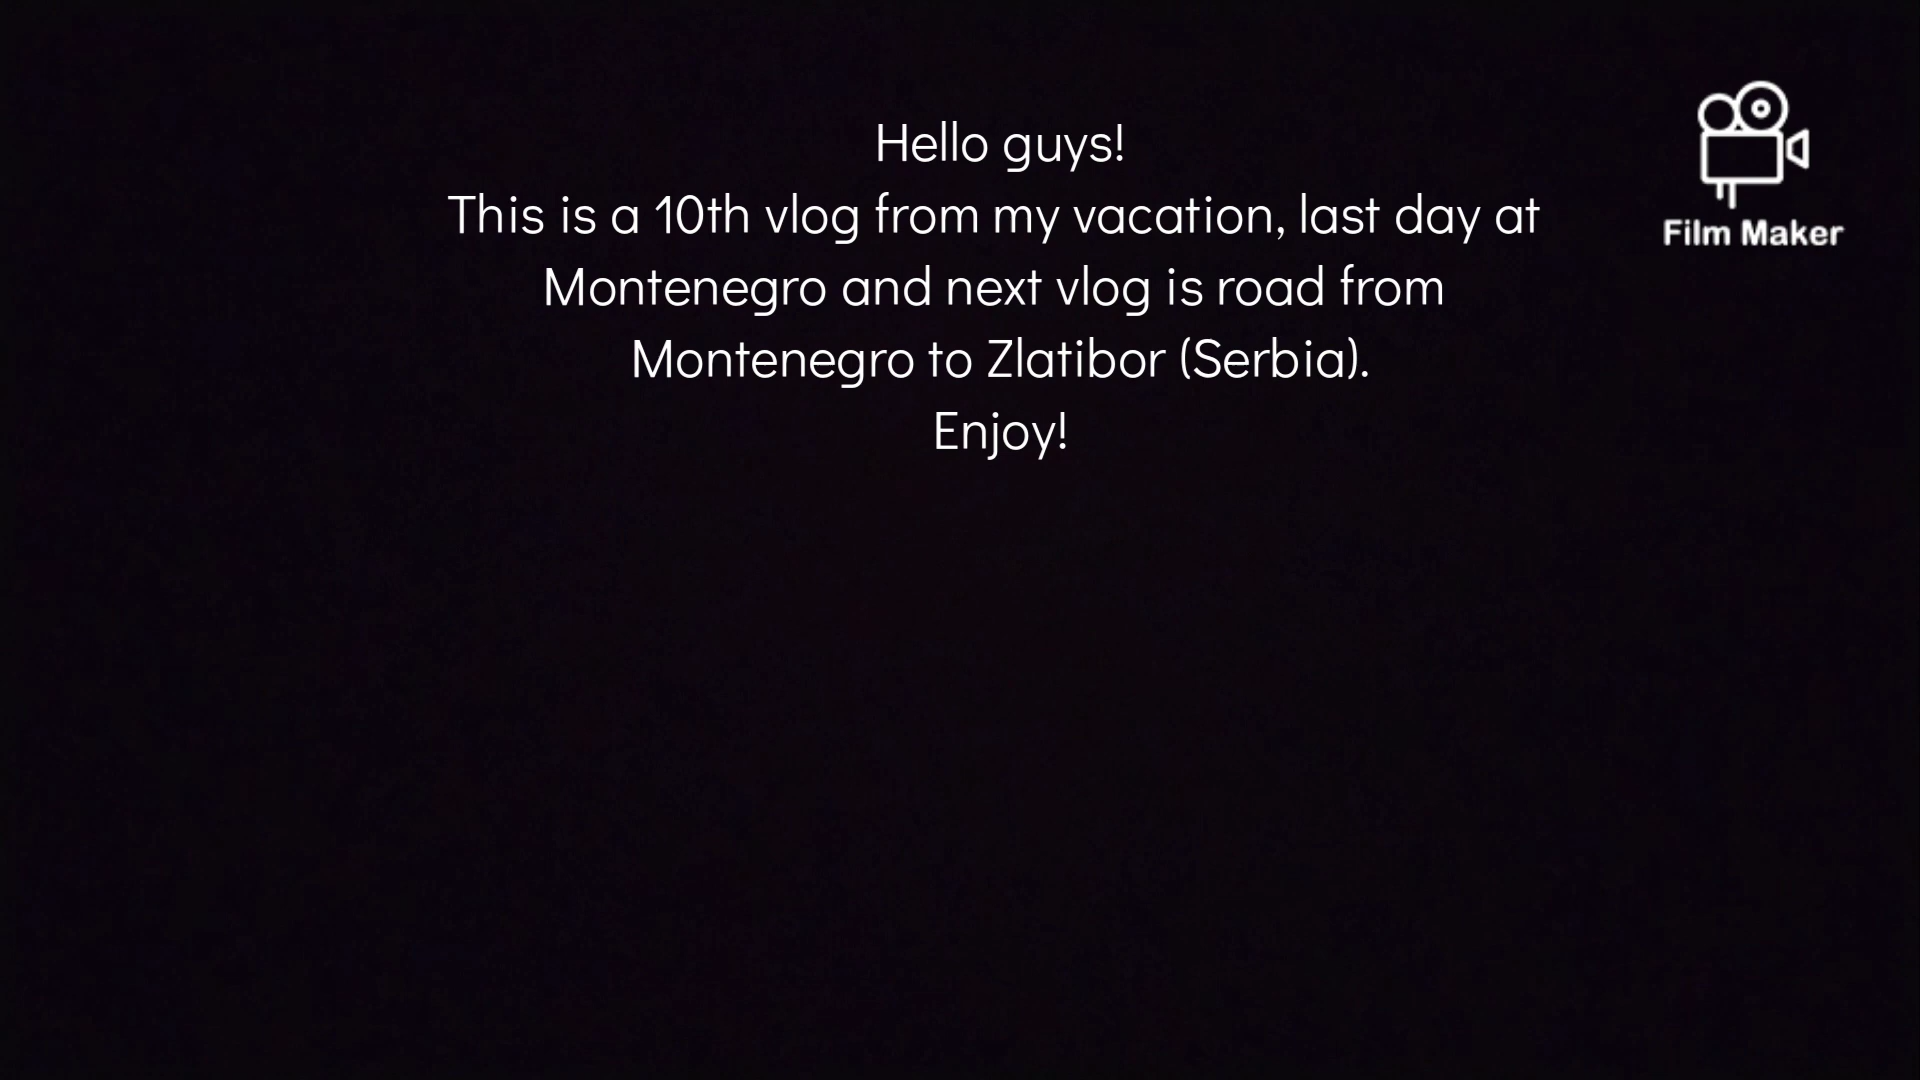 Hello guys!
This is a 10th vlog from my vacation, last day at
Montenegro and next vlog is road from
Montenegro to Zlatibor (Serbia).
Enjoy!
Film Maker